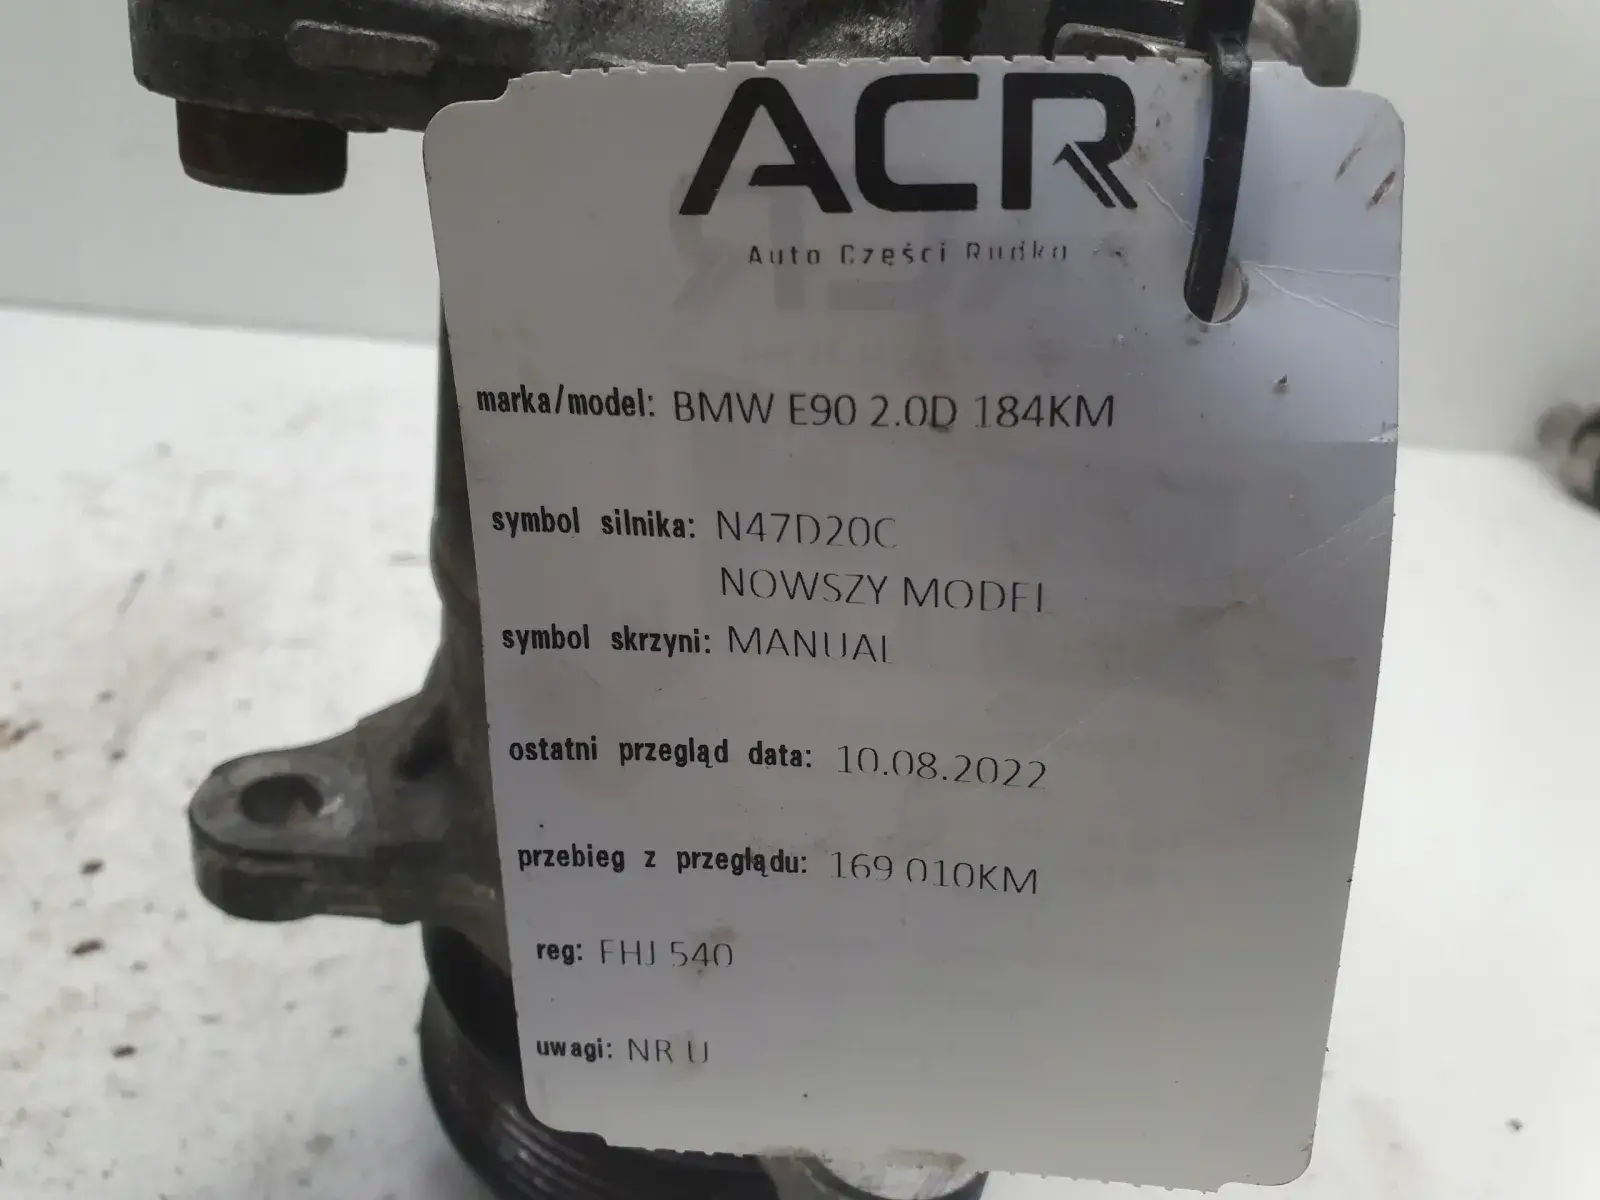 ACR
Auto Części Rudka
marka/model: BMW E90 2.0D 184KM
symbol silnika: N47D20C
NOWSZY MODEL
symbol skrzyni: MANUAL
ostatni przegląd data: 10.08.2022
przebieg z przeglądu: 169 010KM
reg: FHJ 540
uwagi: NR U